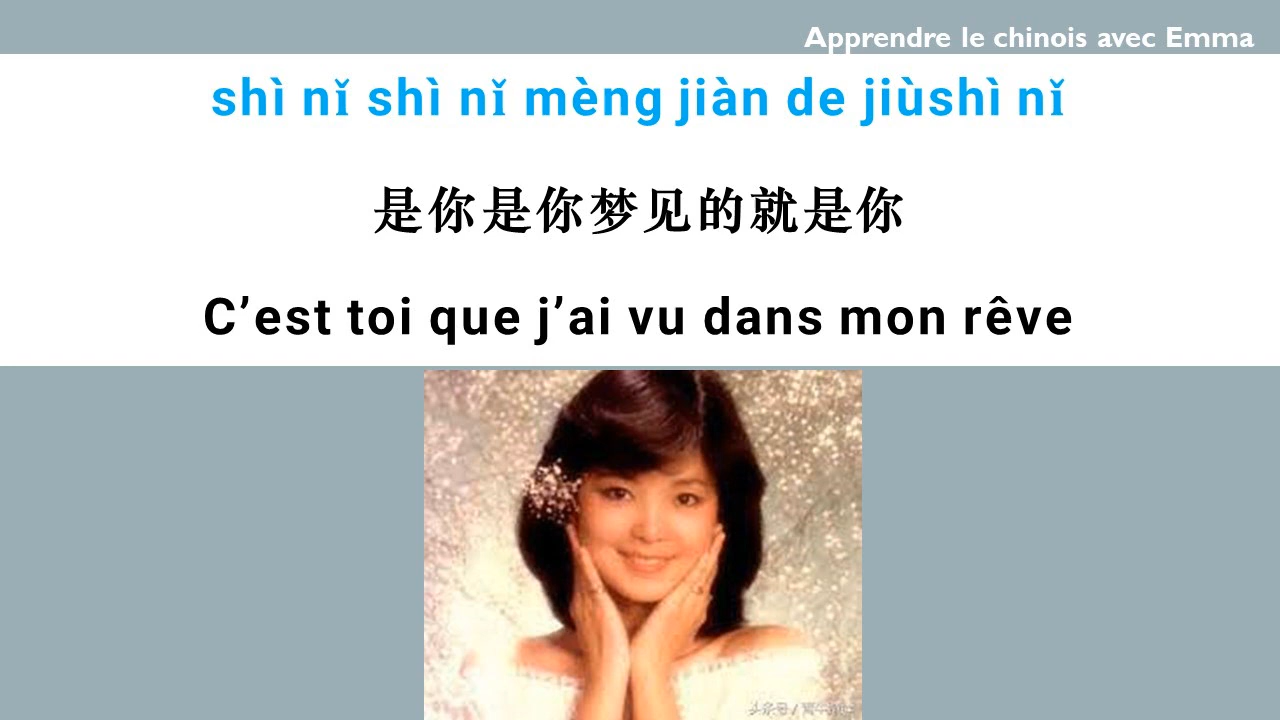 Apprendre le chinois avec Emma
shì nǐ shì nǐ mèng jiàn de jiùshì nǐ
是你是你梦见的就是你
C’est toi que j’ai vu dans mon rêve